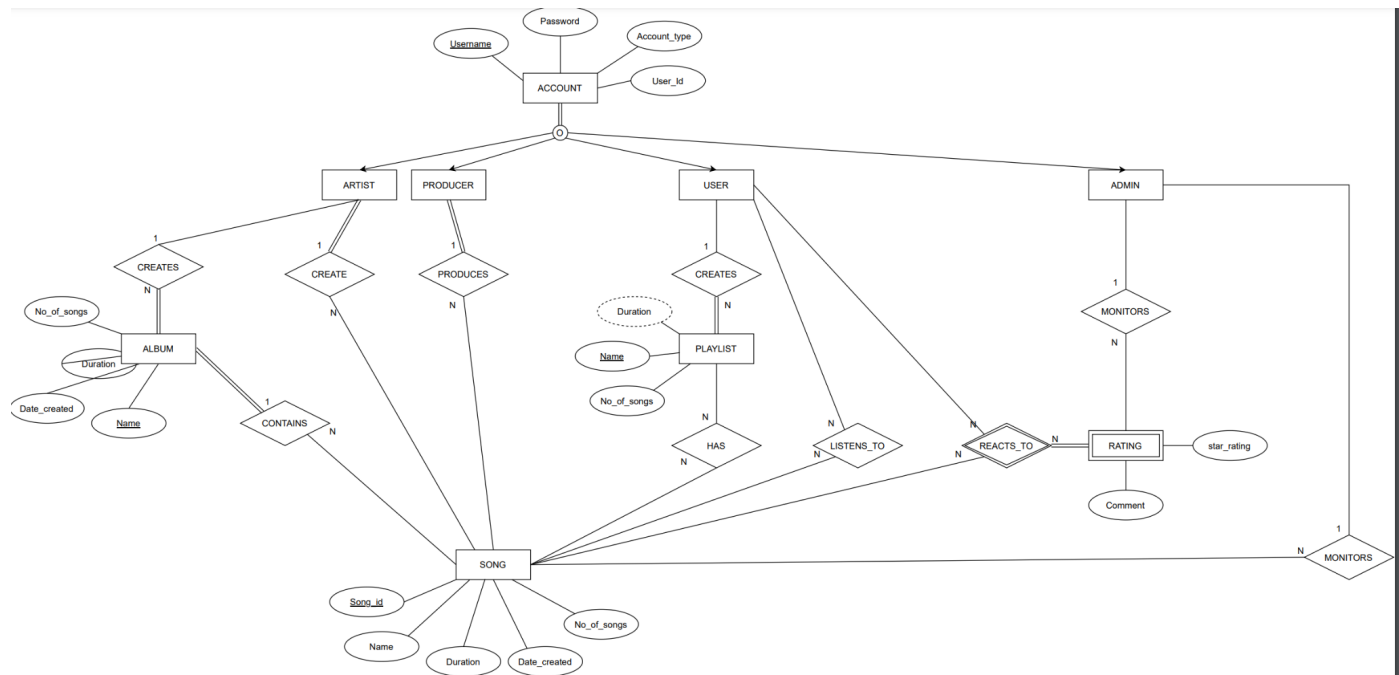 Password
Username
Account_type
User_Id
ACCOUNT
O
ARTIST
PRODUCER
USER
ADMIN
1
1
1
1
CREATES
CREATE
PRODUCES
CREATES
N
N
N
N
1
MONITORS
N
No_of_songs
Duration
ALBUM
PLAYLIST
Duration
Name
Date_created
Name
No_of_songs
1
CONTAINS
N
N
HAS
N
N
LISTENS_TO
N
N
REACTS_TO
N
N
RATING
star_rating
Comment
1
N
MONITORS
SONG
Song_id
No_of_songs
Name
Duration
Date_created